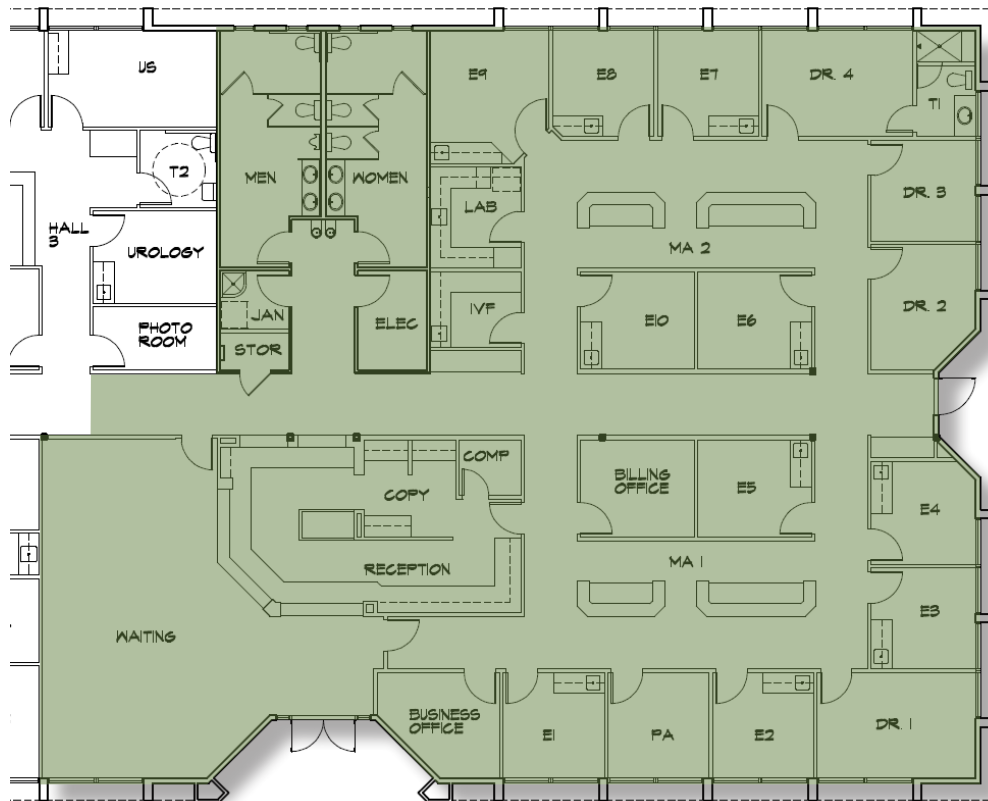 US
E9
E8
E7
DR. 4
T1
T2
MEN
WOMEN
LAB
DR. 3
HALL
3
UROLOGY
MA 2
JAN
ELEC
IVF
E10
E6
DR. 2
PHOTO
ROOM
STOR
COMP
COPY
BILLING
OFFICE
E5
E4
RECEPTION
MA 1
E3
WAITING
BUSINESS
OFFICE
E1
PA
E2
DR. 1